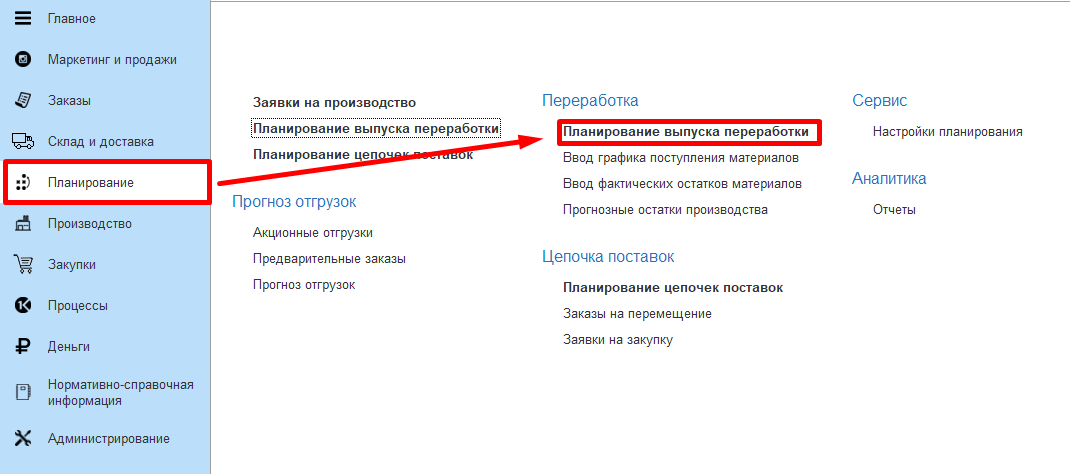 Главное
Маркетинг и продажи
Заказы
Склад и доставка
Планирование
Производство
Закупки
Процессы
Деньги
Нормативно-справочная
информация
Администрирование
Заявки на производство
Планирование выпуска переработки
Планирование цепочек поставок
Прогноз отгрузок
Акционные отгрузки
Предварительные заказы
Прогноз отгрузок
Переработка
Планирование выпуска переработки
Ввод графика поступления материалов
Ввод фактических остатков материалов
Прогнозные остатки производства
Цепочка поставок
Планирование цепочек поставок
Заказы на перемещение
Заявки на закупку
Сервис
Настройки планирования
Аналитика
Отчеты